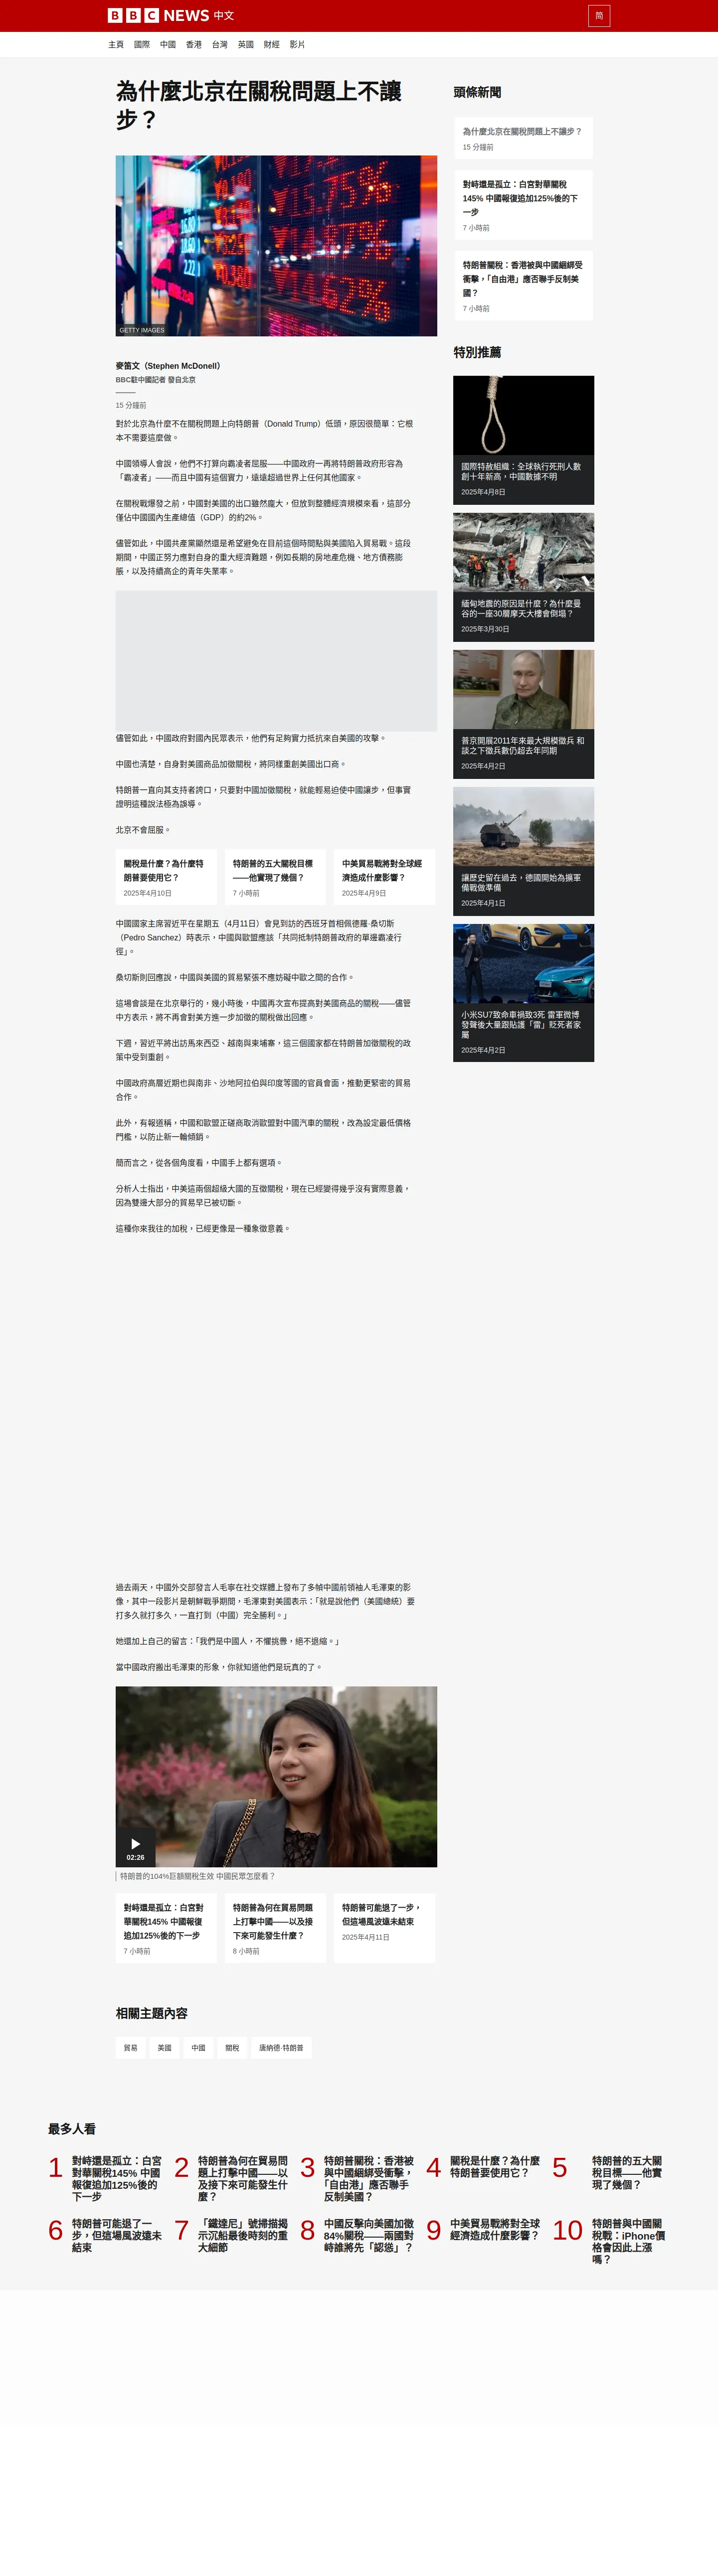 BBC NEWS 中文
简
主頁 國際 中國 香港 台灣 英國 財經 影片
為什麼北京在關稅問題上不讓
步？
GETTY IMAGES
麥笛文（Stephen McDonell）
BBC駐中國記者 發自北京
15 分鐘前
對於北京為什麼不在關稅問題上向特朗普（Donald Trump）低頭，原因很簡單：它根
本不需要這麼做。
中國領導人會說，他們不打算向霸凌者屈服——中國政府一再將特朗普政府形容為
「霸凌者」——而且中國有這個實力，遠遠超過世界上任何其他國家。
在關稅戰爆發之前，中國對美國的出口雖然龐大，但放到整體經濟規模來看，這部分
僅佔中國國內生產總值（GDP）的約2%。
儘管如此，中國共產黨顯然還是希望避免在目前這個時間點與美國陷入貿易戰。這段
期間，中國正努力應對自身的重大經濟難題，例如長期的房地產危機、地方債務膨
脹，以及持續高企的青年失業率。
儘管如此，中國政府對國內民眾表示，他們有足夠實力抵抗來自美國的攻擊。
中國也清楚，自身對美國商品加徵關稅，將同樣重創美國出口商。
特朗普一直向其支持者誇口，只要對中國加徵關稅，就能輕易迫使中國讓步，但事實
證明這種說法極為誤導。
北京不會屈服。
關稅是什麼？為什麼特
朗普要使用它？
2025年4月10日
特朗普的五大關稅目標
——他實現了幾個？
7 小時前
中美貿易戰將對全球經
濟造成什麼影響？
2025年4月9日
中國國家主席習近平在星期五（4月11日）會見到訪的西班牙首相佩德羅·桑切斯
（Pedro Sanchez）時表示，中國與歐盟應該「共同抵制特朗普政府的單邊霸凌行
徑」。
桑切斯則回應說，中國與美國的貿易緊張不應妨礙中歐之間的合作。
這場會談是在北京舉行的，幾小時後，中國再次宣布提高對美國商品的關稅——儘管
中方表示，將不再會對美方進一步加徵的關稅做出回應。
下週，習近平將出訪馬來西亞、越南與柬埔寨，這三個國家都在特朗普加徵關稅的政
策中受到重創。
中國政府高層近期也與南非、沙地阿拉伯與印度等國的官員會面，推動更緊密的貿易
合作。
此外，有報道稱，中國和歐盟正磋商取消歐盟對中國汽車的關稅，改為設定最低價格
門檻，以防止新一輪傾銷。
簡而言之，從各個角度看，中國手上都有選項。
分析人士指出，中美這兩個超級大國的互徵關稅，現在已經變得幾乎沒有實際意義，
因為雙邊大部分的貿易早已被切斷。
這種你來我往的加稅，已經更像是一種象徵意義。
過去兩天，中國外交部發言人毛寧在社交媒體上發布了多幀中國前領袖人毛澤東的影
像，其中一段影片是朝鮮戰爭期間，毛澤東對美國表示：「就是說他們（美國總統）要
打多久就打多久，一直打到（中國）完全勝利。」
她還加上自己的留言：「我們是中國人，不懼挑釁，絕不退縮。」
當中國政府搬出毛澤東的形象，你就知道他們是玩真的了。
02:26
特朗普的104%巨額關稅生效 中國民眾怎麼看？
對峙還是孤立：白宮對
華關稅145% 中國報復
追加125%後的下一步
7 小時前
特朗普為何在貿易問題
上打擊中國——以及接
下來可能發生什麼？
8 小時前
特朗普可能退了一步，
但這場風波遠未結束
2025年4月11日
相關主題內容
貿易 美國 中國 關稅 唐納德·特朗普
頭條新聞
為什麼北京在關稅問題上不讓步？
15 分鐘前
對峙還是孤立：白宮對華關稅
145% 中國報復追加125%後的下
一步
7 小時前
特朗普關稅：香港被與中國綑綁受
衝擊，「自由港」應否聯手反制美
國？
7 小時前
特別推薦
國際特赦組織：全球執行死刑人數
創十年新高，中國數據不明
2025年4月8日
緬甸地震的原因是什麼？為什麼曼
谷的一座30層摩天大樓會倒塌？
2025年3月30日
普京開展2011年來最大規模徵兵 和
談之下徵兵數仍超去年同期
2025年4月2日
讓歷史留在過去，德國開始為擴軍
備戰做準備
2025年4月1日
小米SU7致命車禍致3死 雷軍微博
發聲後大量跟貼護「雷」貶死者家
屬
2025年4月2日
最多人看
1 對峙還是孤立：白宮
對華關稅145% 中國
報復追加125%後的
下一步
2 特朗普為何在貿易問
題上打擊中國——以
及接下來可能發生什
麼？
3 特朗普關稅：香港被
與中國綑綁受衝擊，
「自由港」應否聯手
反制美國？
4 關稅是什麼？為什麼
特朗普要使用它？
5 特朗普的五大關
稅目標——他實
現了幾個？
6 特朗普可能退了一
步，但這場風波遠未
結束
7 「鐵達尼」號掃描揭
示沉船最後時刻的重
大細節
8 中國反擊向美國加徵
84%關稅——兩國對
峙誰將先「認慫」？
9 中美貿易戰將對全球
經濟造成什麼影響？
10 特朗普與中國關
稅戰：iPhone價
格會因此上漲
嗎？